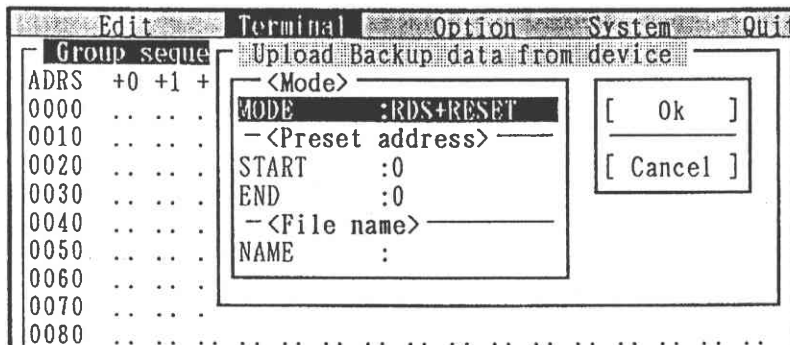 Edit Terminal Option System Quit
Group seque Upload Backup data from device
ADRS +0 +1 + <Mode>
0000 .. .. . MODE :RDS+RESET [ Ok ]
0010 .. .. . <Preset address>
0020 .. .. . START :0 [ Cancel ]
0030 .. .. . END :0
0040 .. .. . <File name>
0050 .. .. . NAME :
0060 .. .. .
0070 .. .. .
0080 .. .. .. .. .. .. .. .. .. .. .. .. .. .. .. ..